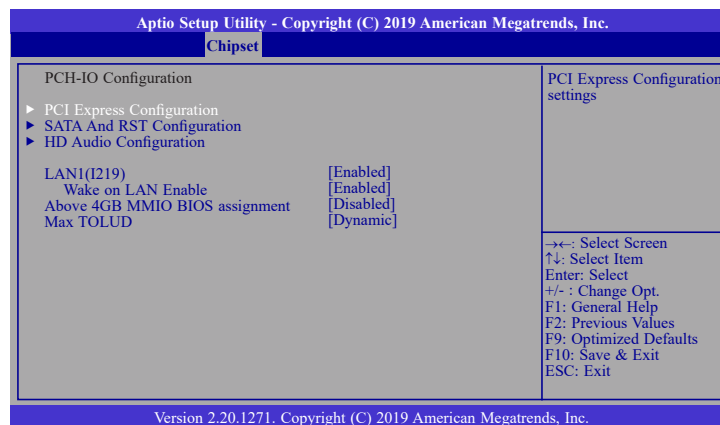 Aptio Setup Utility - Copyright (C) 2019 American Megatrends, Inc.
Chipset
PCH-IO Configuration
PCI Express Configuration
SATA And RST Configuration
HD Audio Configuration
LAN1(I219) [Enabled]
Wake on LAN Enable [Enabled]
Above 4GB MMIO BIOS assignment [Disabled]
Max TOLUD [Dynamic]
PCI Express Configuration
settings
→←: Select Screen
↑↓: Select Item
Enter: Select
+/- : Change Opt.
F1: General Help
F2: Previous Values
F9: Optimized Defaults
F10: Save & Exit
ESC: Exit
Version 2.20.1271. Copyright (C) 2019 American Megatrends, Inc.